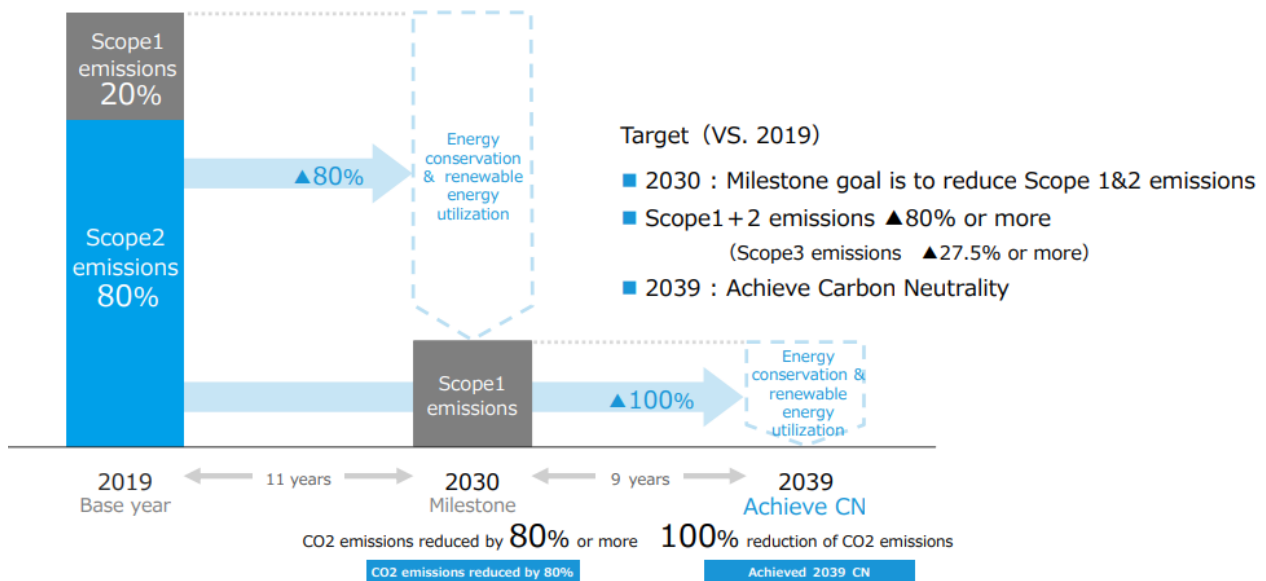 Scope1
emissions
20%
Scope2
emissions
80%
▲80%
Energy
conservation
& renewable
energy
utilization
Target（VS. 2019）
■ 2030 : Milestone goal is to reduce Scope 1&2 emissions
■ Scope1+2 emissions ▲80% or more
（Scope3 emissions ▲27.5% or more）
■ 2039 : Achieve Carbon Neutrality
Scope1
emissions
▲100%
Energy
conservation &
renewable
energy
utilization
2019
Base year
11 years
2030
Milestone
9 years
2039
Achieve CN
CO2 emissions reduced by 80% or more
100% reduction of CO2 emissions
CO2 emissions reduced by 80%
Achieved 2039 CN